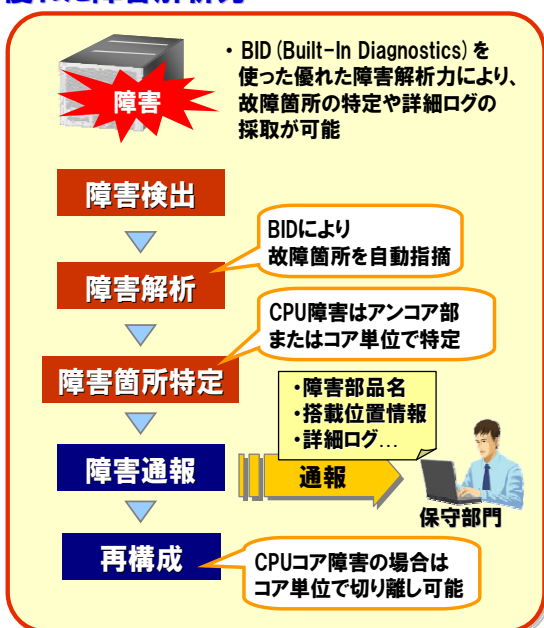 ・BID(Built-In Diagnostics)を
使った優れた障害解析力により、
故障箇所の特定や詳細ログの
採取が可能
障害
障害検出
BIDにより
故障箇所を自動指摘
障害解析
CPU障害はアンコア部
またはコア単位で特定
障害箇所特定
・障害部品名
・搭載位置情報
・詳細ログ…
障害通報
通報
保守部門
再構成
CPUコア障害の場合は
コア単位で切り離し可能